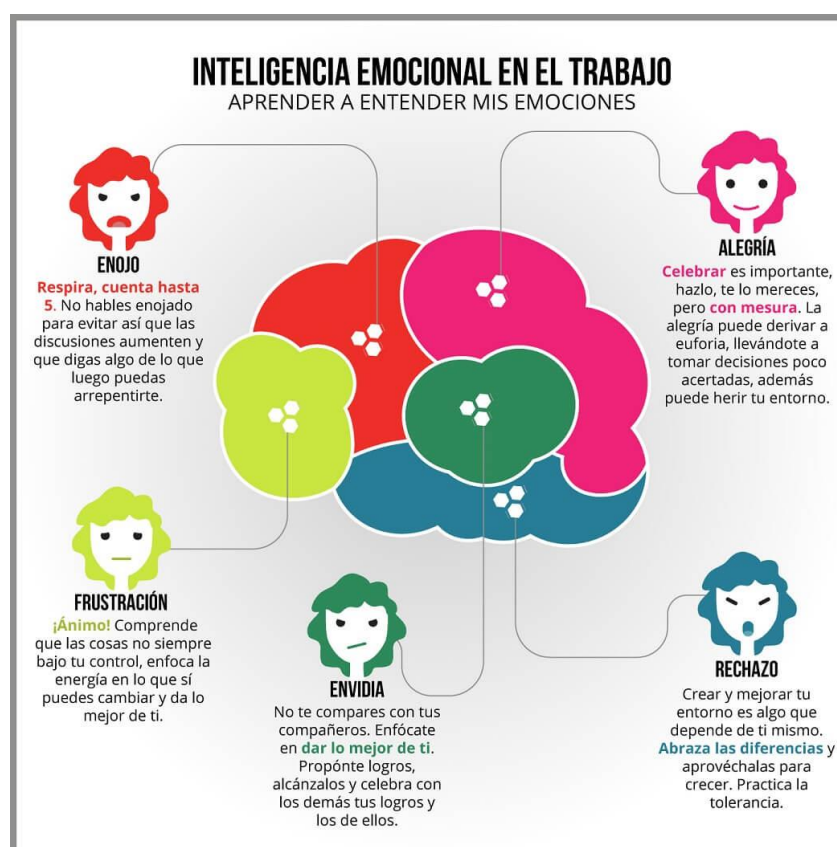 INTELIGENCIA EMOCIONAL EN EL TRABAJO
APRENDER A ENTENDER MIS EMOCIONES
ENOJO
Respira, cuenta hasta
5. No hables enojado
para evitar así que las
discusiones aumenten y
que digas algo de lo que
luego puedas
arrepentirte.
ALEGRÍA
Celebrar es importante,
hazlo, te lo mereces,
pero con mesura. La
alegría puede derivar a
euforia, llevándote a
tomar decisiones poco
acertadas, además
puede herir tu entorno.
FRUSTRACIÓN
¡Ánimo! Comprende
que las cosas no siempre
bajo tu control, enfoca la
energía en lo que sí
puedes cambiar y da lo
mejor de ti.
ENVIDIA
No te compares con tus
compañeros. Enfócate
en dar lo mejor de ti.
Propónte logros,
alcánzalos y celebra con
los demás tus logros y
los de ellos.
RECHAZO
Crear y mejorar tu
entorno es algo que
depende de ti mismo.
Abraza las diferencias y
aprovéchalas para
crecer. Practica la
tolerancia.